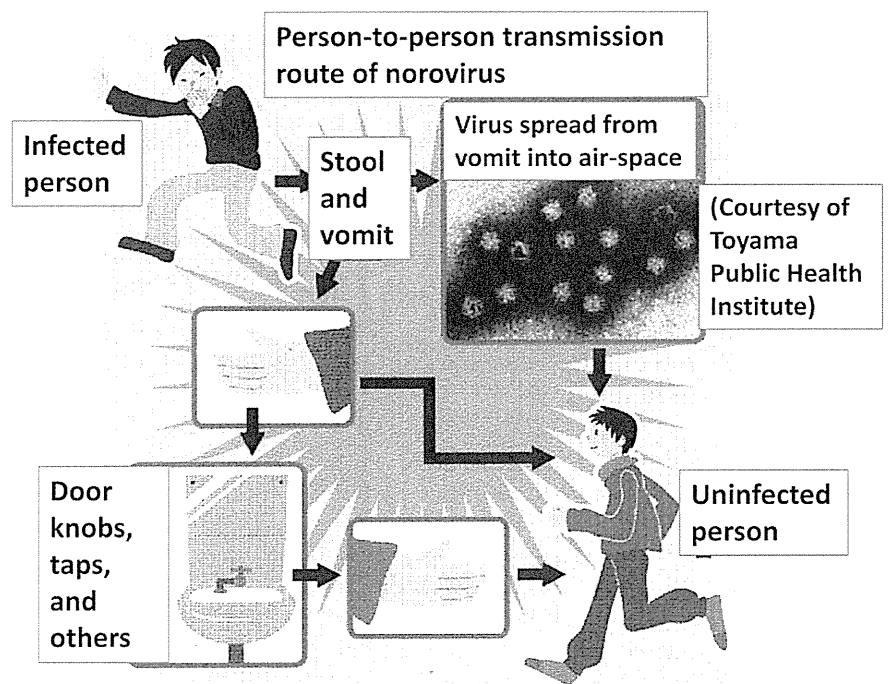 Person-to-person transmission
route of norovirus
Infected
person
Stool
and
vomit
Virus spread from
vomit into air-space
(Courtesy of
Toyama
Public Health
Institute)
Door
knobs,
taps,
and
others
Uninfected
person